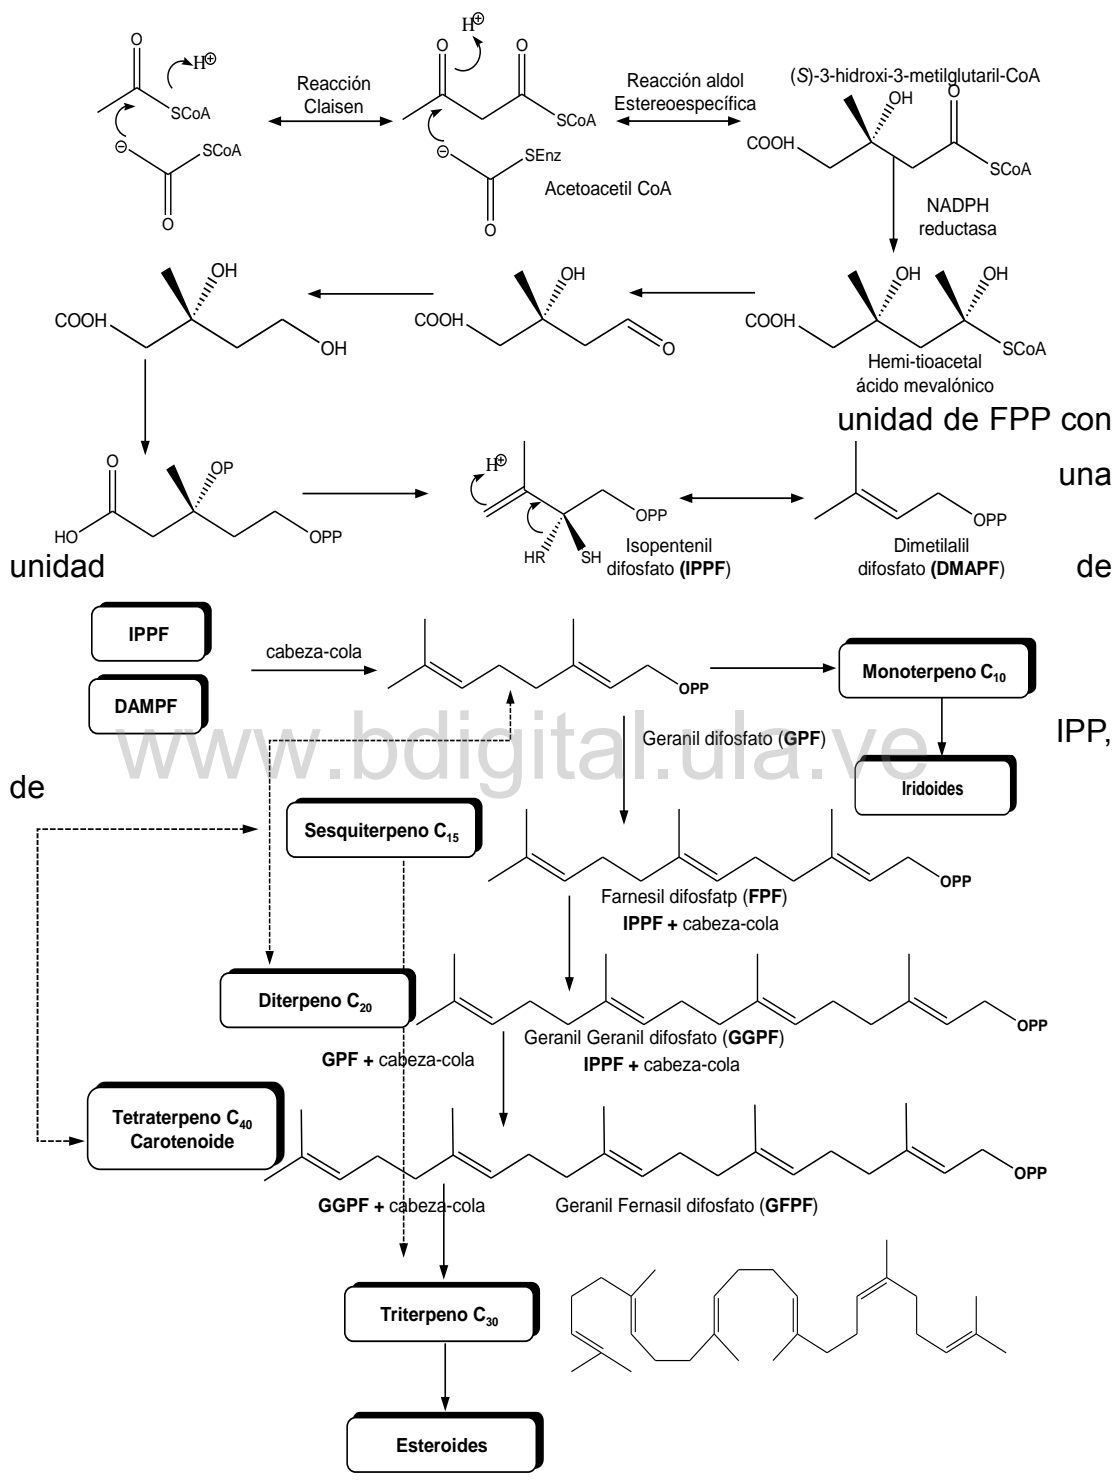 O
H⊕
SCoA
⊖
SCoA
O
Reacción
Claisen
H⊕
O
O
SCoA
⊖
SEnz
O
Acetoacetil CoA
Reacción aldol
Estereoespecífica
(S)-3-hidroxi-3-metilglutaril-CoA
OH
O
COOH
SCoA
NADPH
reductasa
OH
COOH
OH
OH
COOH
O
OH
OH
COOH
SCoA
Hemi-tioacetal
ácido mevalónico
unidad de FPP con
una
O
OP
HO
OPP
H⊕
OPP
HR
SH
Isopentenil
difosfato (IPPF)
OPP
Dimetilalil
difosfato (DMAPF)
unidad de
IPPF
DAMPF
cabeza-cola
OPP
Monoterpeno C10
Geranil difosfato (GPF)
www.bdigital.ula.ve
IPP,
de
Iridoides
Sesquiterpeno C15
OPP
Farnesil difosfatp (FPF)
IPPF + cabeza-cola
Diterpeno C20
OPP
Geranil Geranil difosfato (GGPF)
GPF + cabeza-cola
IPPF + cabeza-cola
Tetraterpeno C40
Carotenoide
OPP
GGPF + cabeza-cola
Geranil Fernasil difosfato (GFPF)
Triterpeno C30
Esteroides